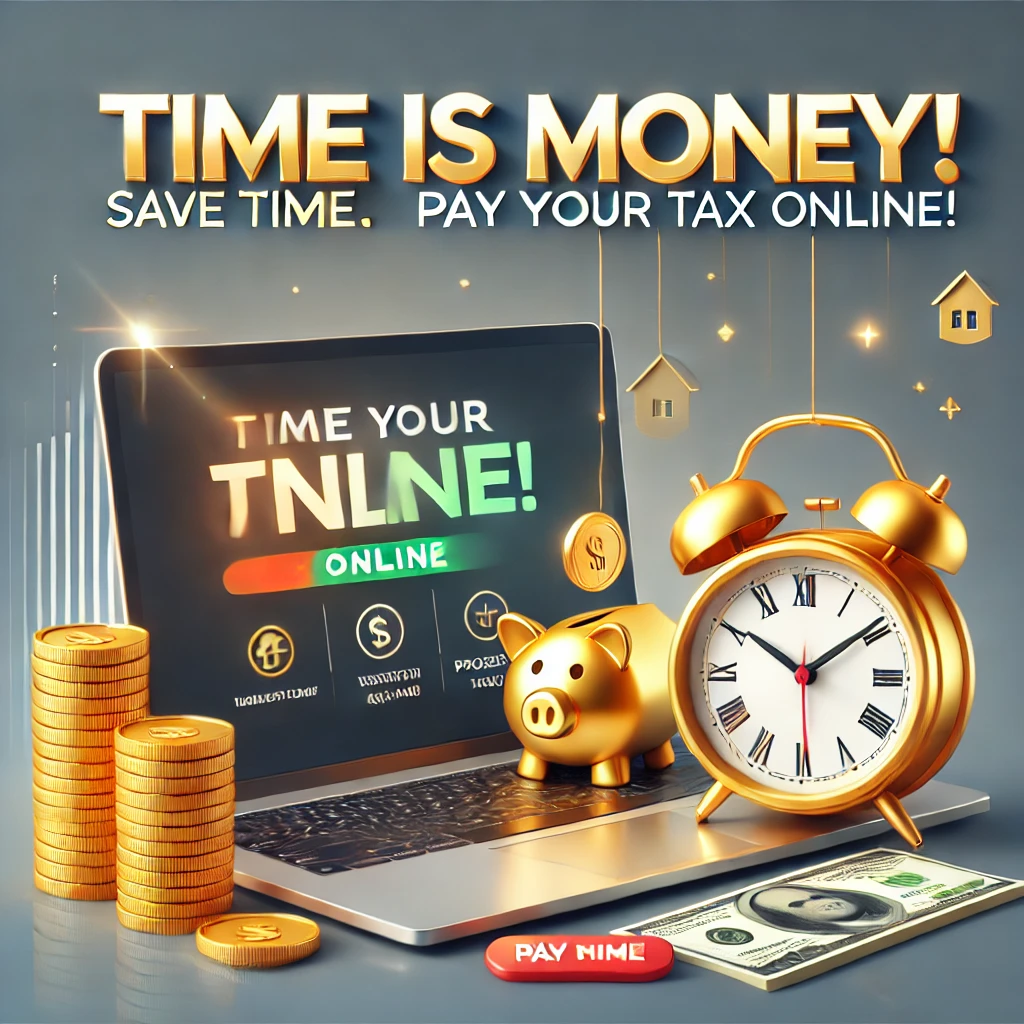 TIME IS MONEY!
SAVE TIME. PAY YOUR TAX ONLINE!
TIME YOUR
TNLNE!
ONLINE
PAY NIME